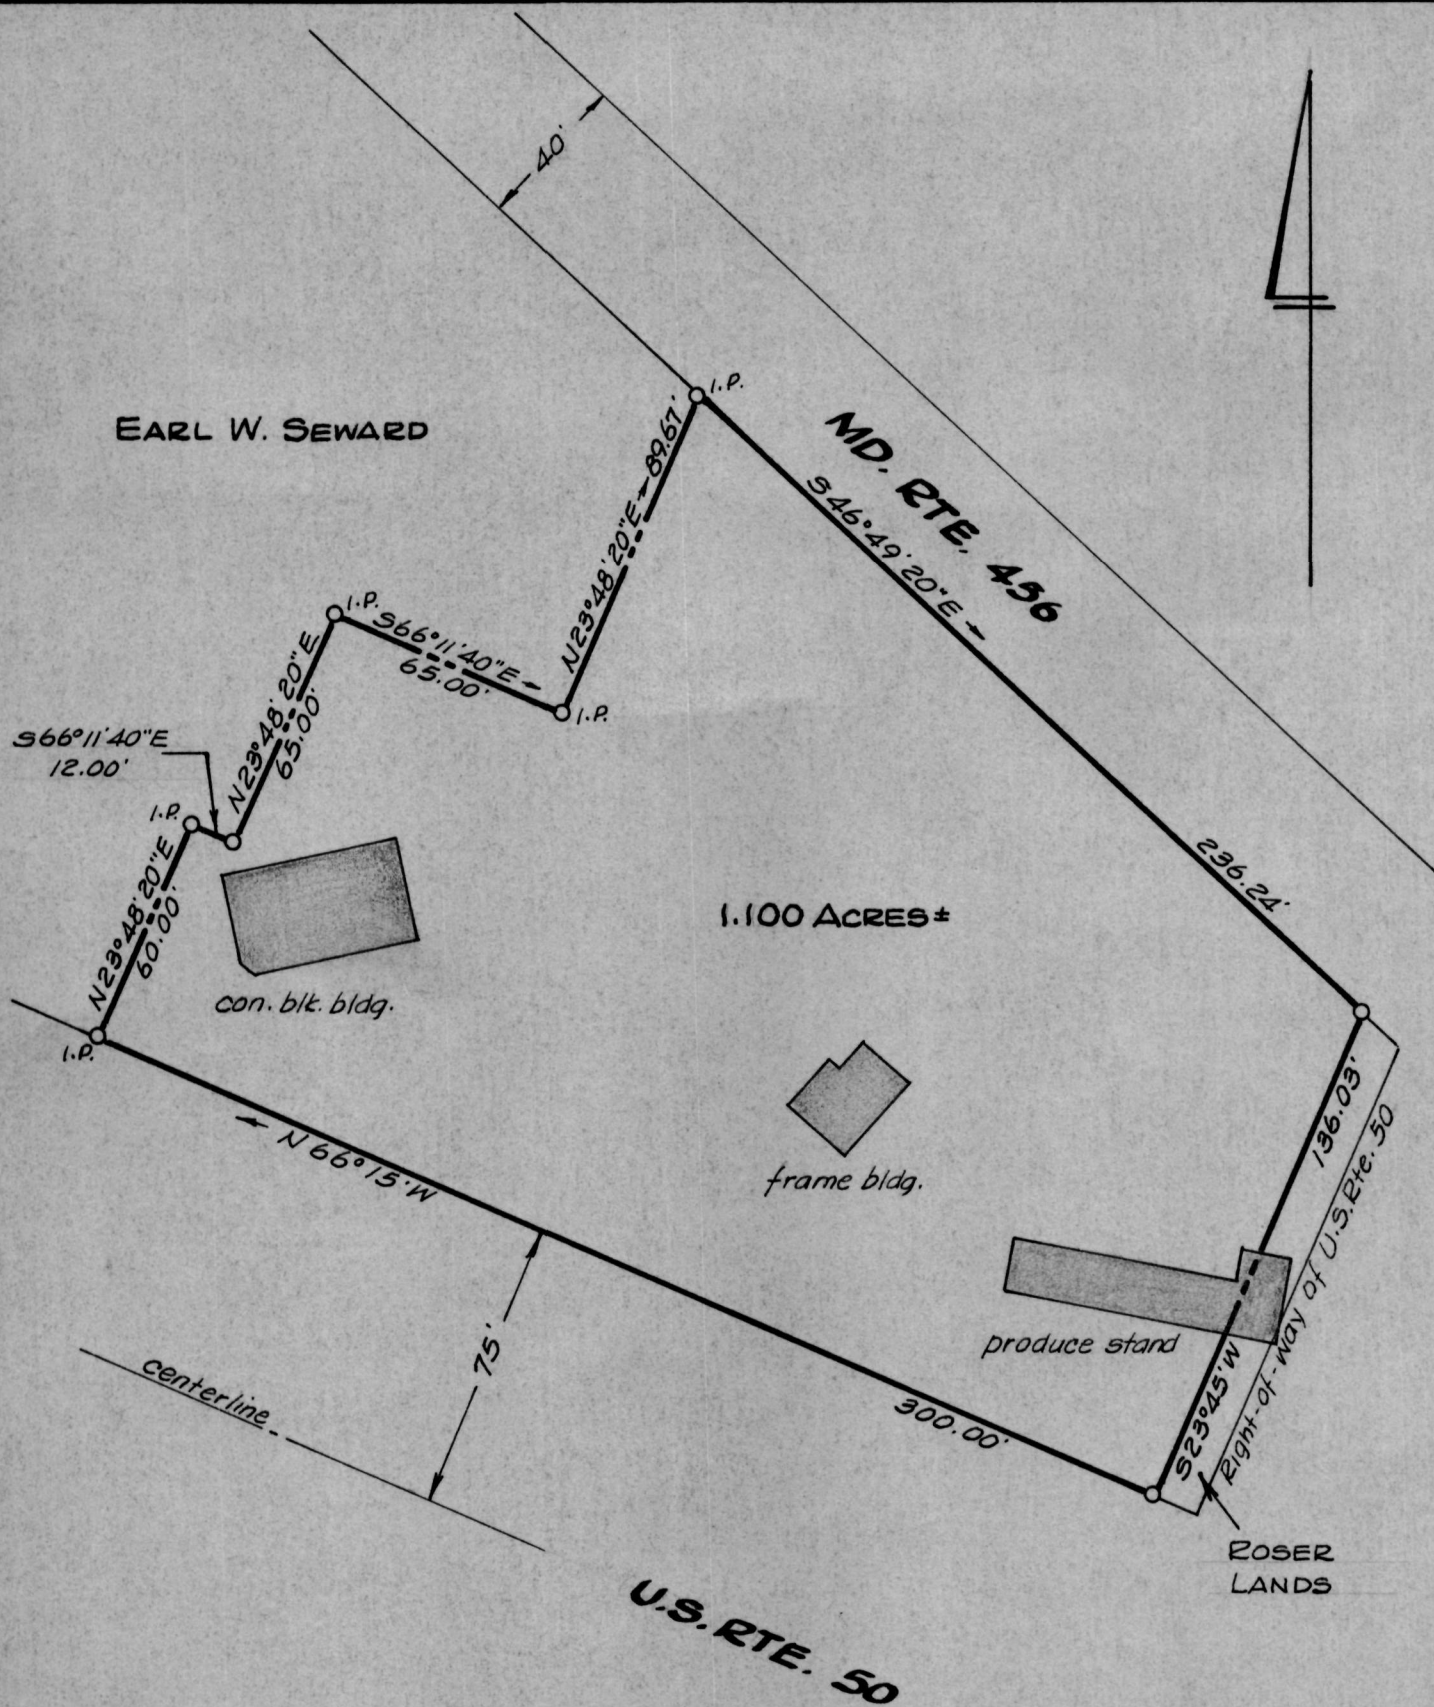 40'
EARL W. SEWARD
I.P.
MD. RTE. 456
S46°49'20"E
236.24'
N23°48'20"E
89.67'
I.P.
S66°11'40"E
65.00'
I.P.
N23°48'20"E
65.00'
S66°11'40"E
12.00'
I.P.
N23°48'20"E
60.00'
I.P.
con. blk. bldg.
1.100 ACRES±
frame bldg.
produce stand
136.03'
S23°45'W
Right-of-Way of U.S.Rte. 50
N66°15'W
300.00'
75'
centerline
ROSER
LANDS
U.S. RTE. 50